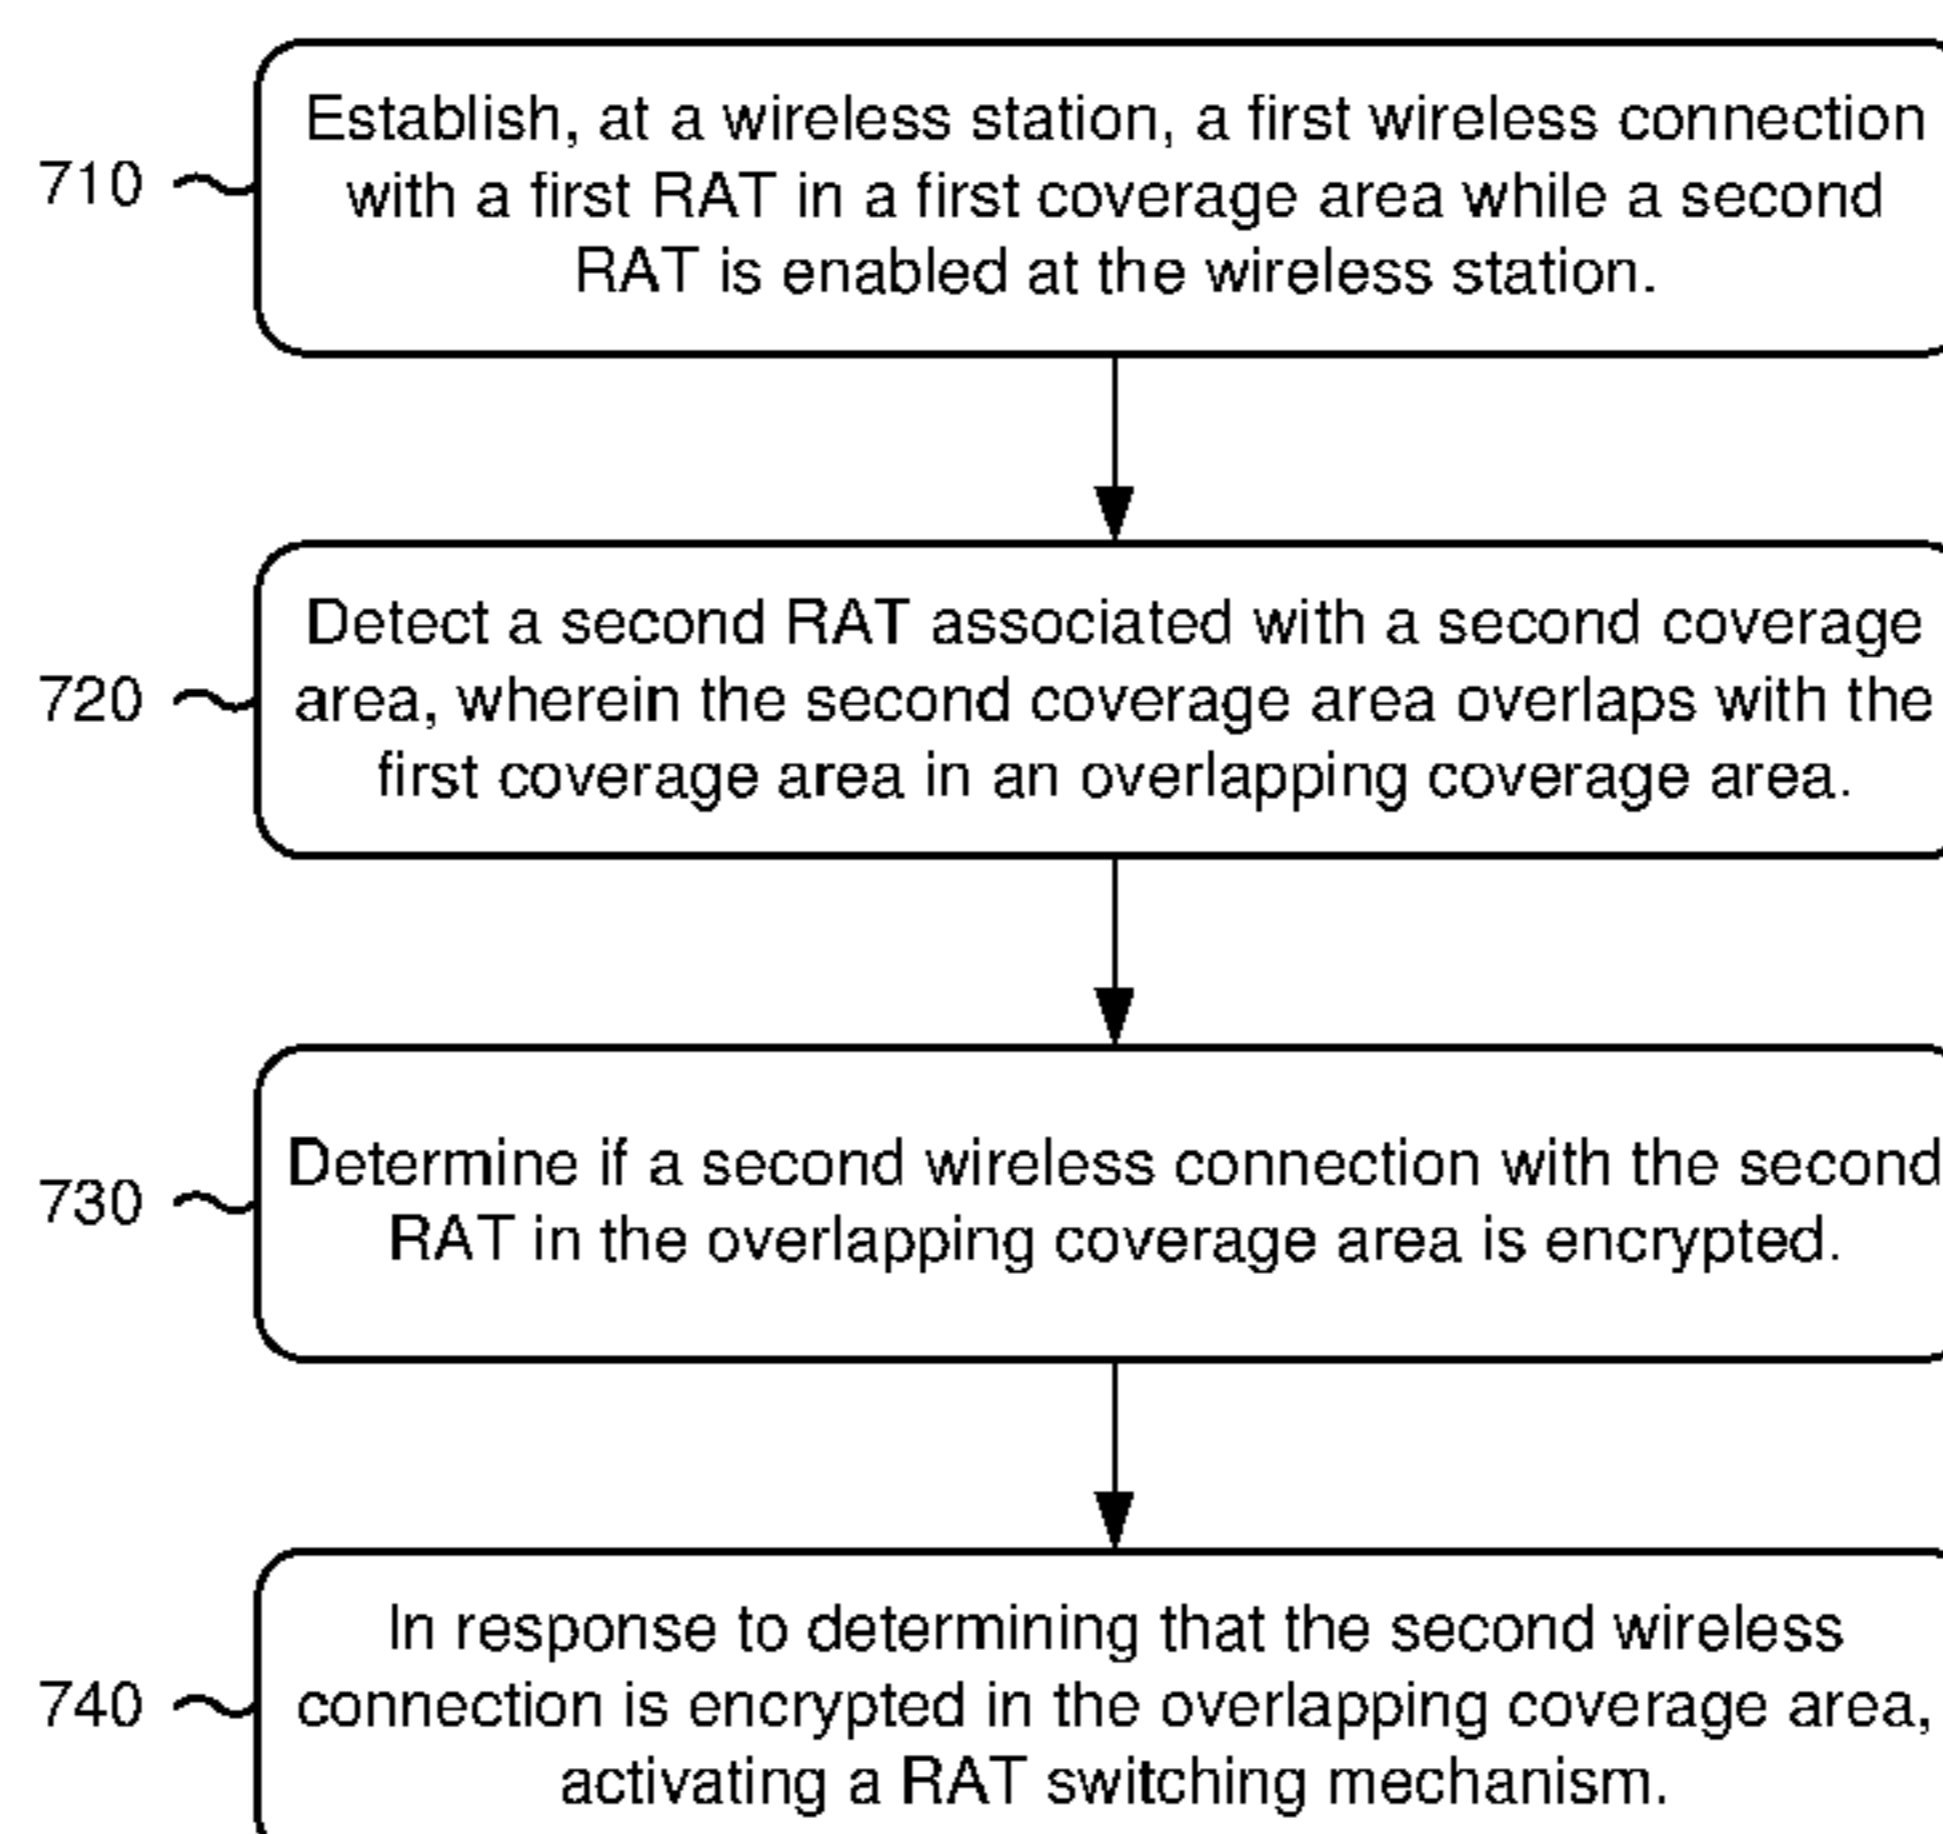 710
Establish, at a wireless station, a first wireless connection
with a first RAT in a first coverage area while a second
RAT is enabled at the wireless station.
720
Detect a second RAT associated with a second coverage
area, wherein the second coverage area overlaps with the
first coverage area in an overlapping coverage area.
730
Determine if a second wireless connection with the second
RAT in the overlapping coverage area is encrypted.
740
In response to determining that the second wireless
connection is encrypted in the overlapping coverage area,
activating a RAT switching mechanism.